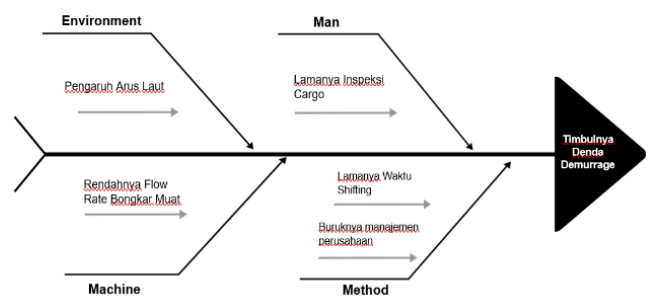 Environment
Man
Pengaruh Arus Laut
Lamanya Inspeksi
Cargo
Timbulnya
Denda
Demurrage
Rendahnya Flow
Rate Bongkar Muat
Lamanya Waktu
Shifting
Buruknya manajemen
perusahaan
Machine
Method